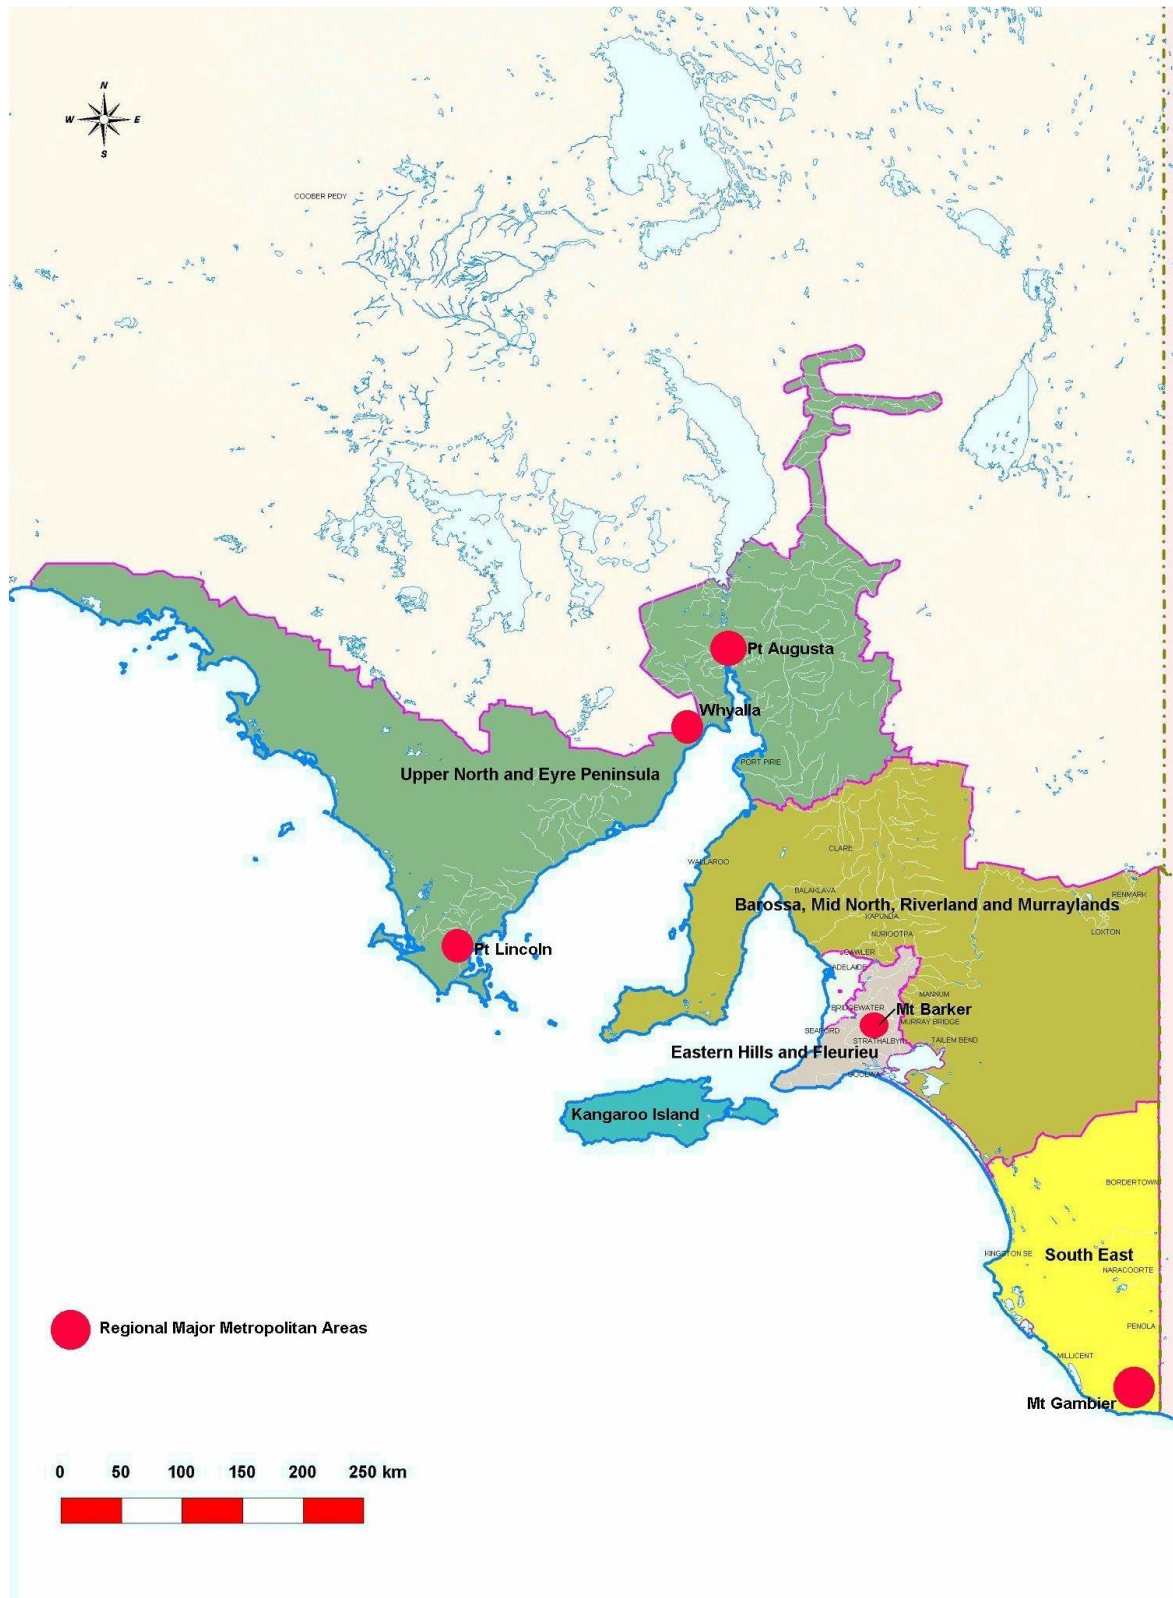 N
W E
S
COOBER PEDY
Pt Augusta
Whyalla
PORT PIRIE
Upper North and Eyre Peninsula
CLARE
WALLAROO
BALAKLAVA
RENMARK
Barossa, Mid North, Riverland and Murraylands
KAPUNDA
LOXTON
NURIOOTPA
Pt Lincoln
GAWLER
ADELAIDE
MANNUM
BRIDGEWATER
Mt Barker
MURRAY BRIDGE
SEAFORD
STRATHALBYN
TAILEM BEND
Eastern Hills and Fleurieu
GOOLWA
Kangaroo Island
BORDERTOWN
KINGSTON SE
South East
NARACOORTE
PENOLA
Regional Major Metropolitan Areas
MILLICENT
Mt Gambier
0 50 100 150 200 250 km